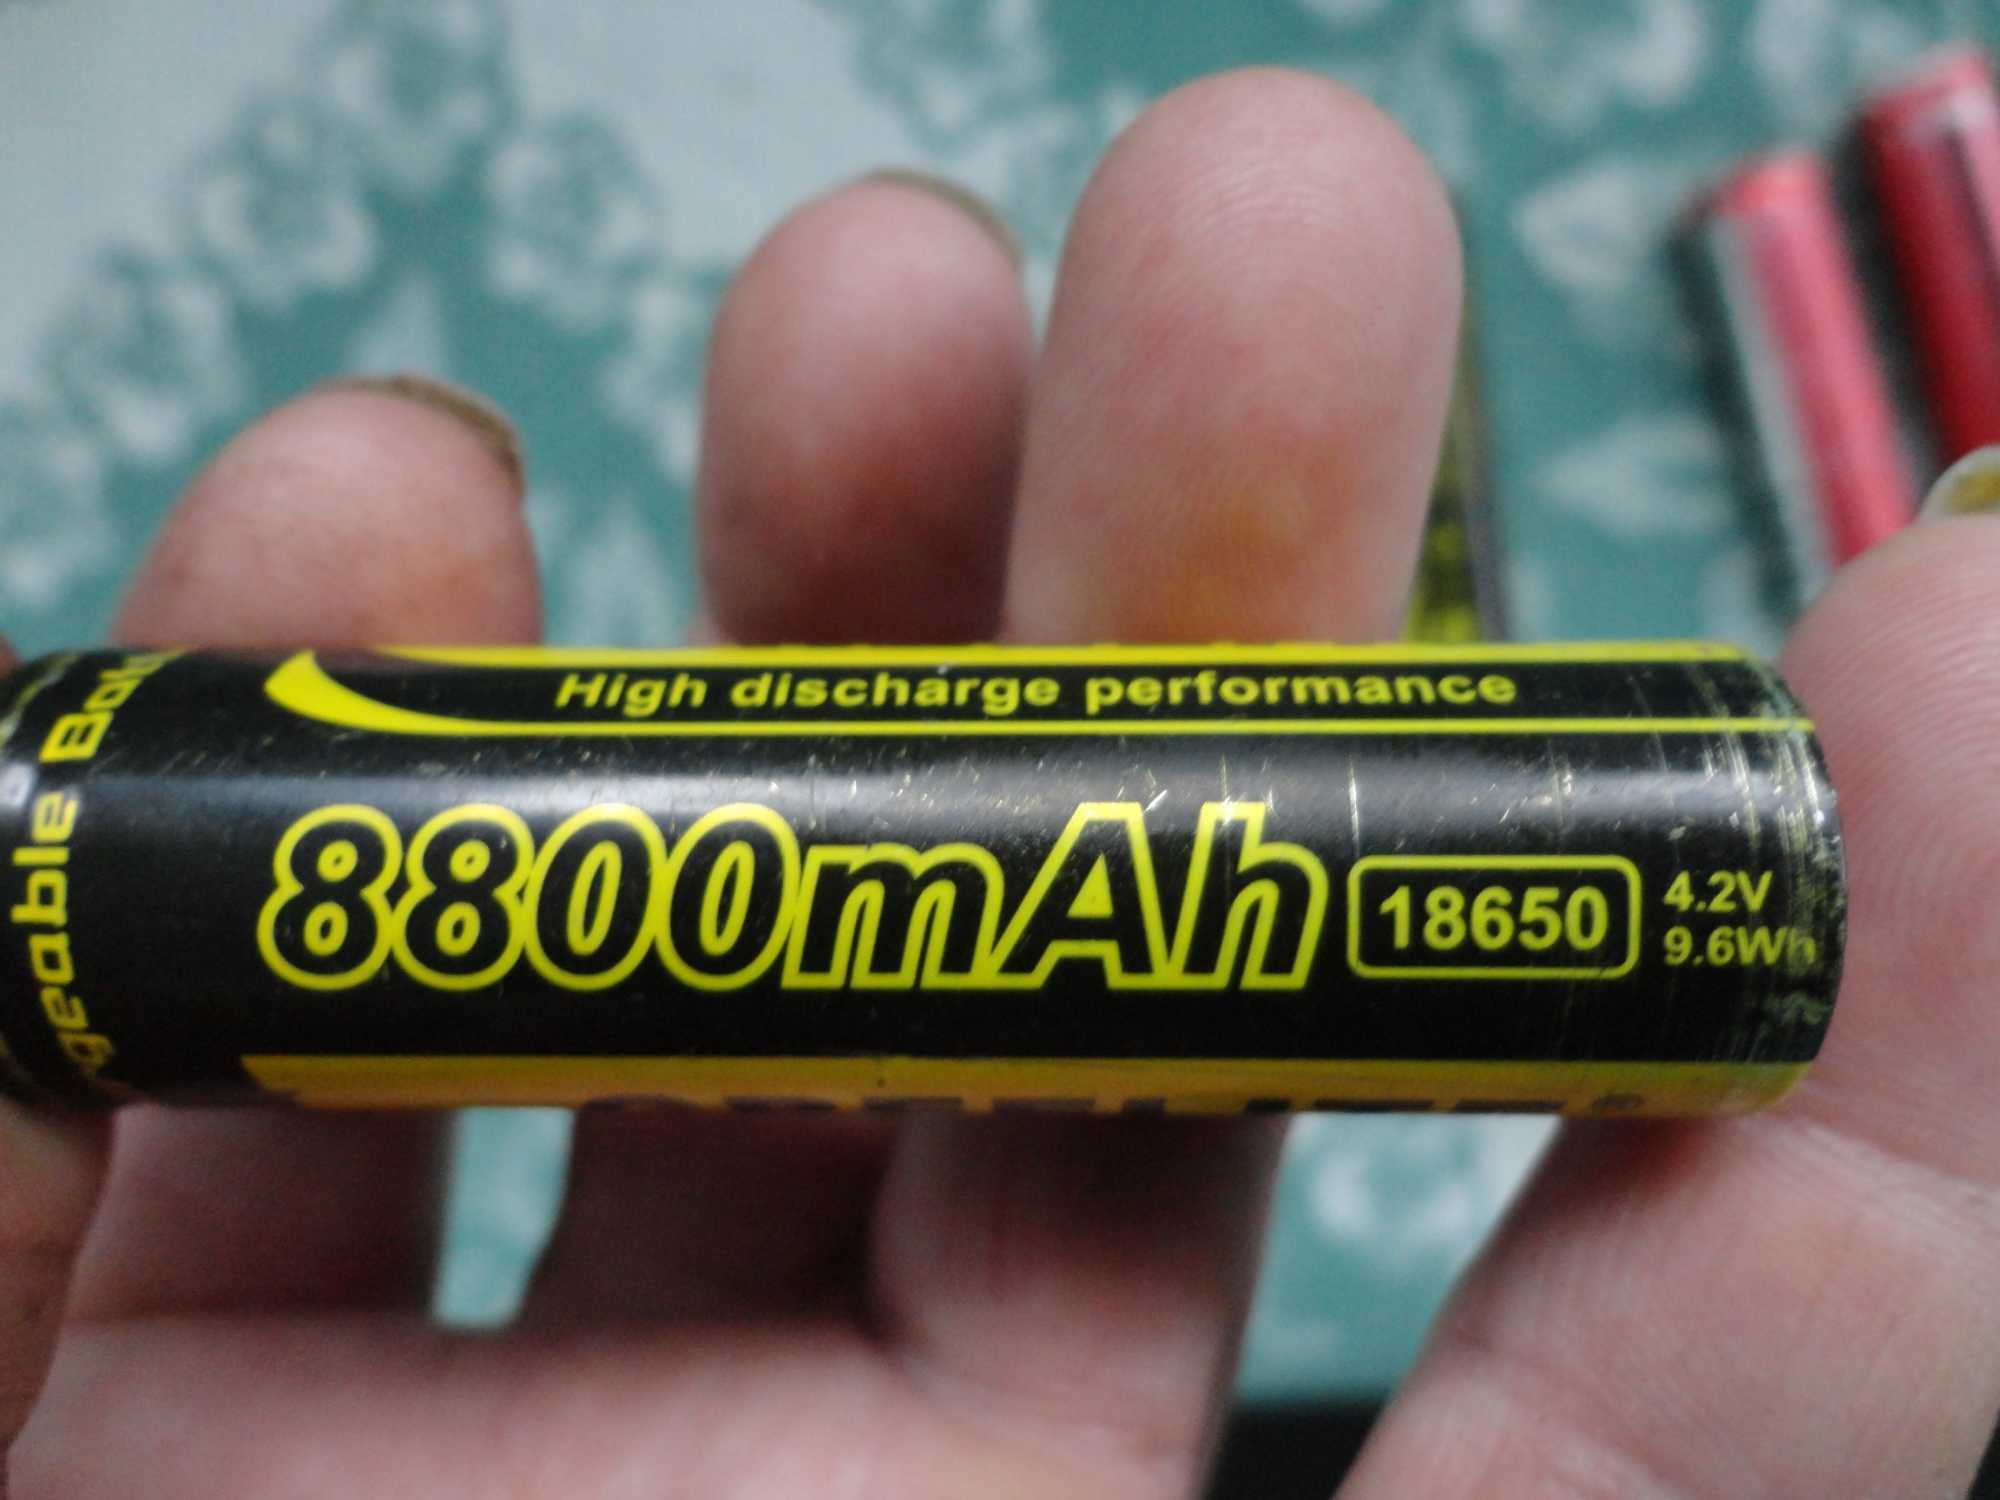 High discharge performance
8800mAh
18650
4.2V
9.6Wh